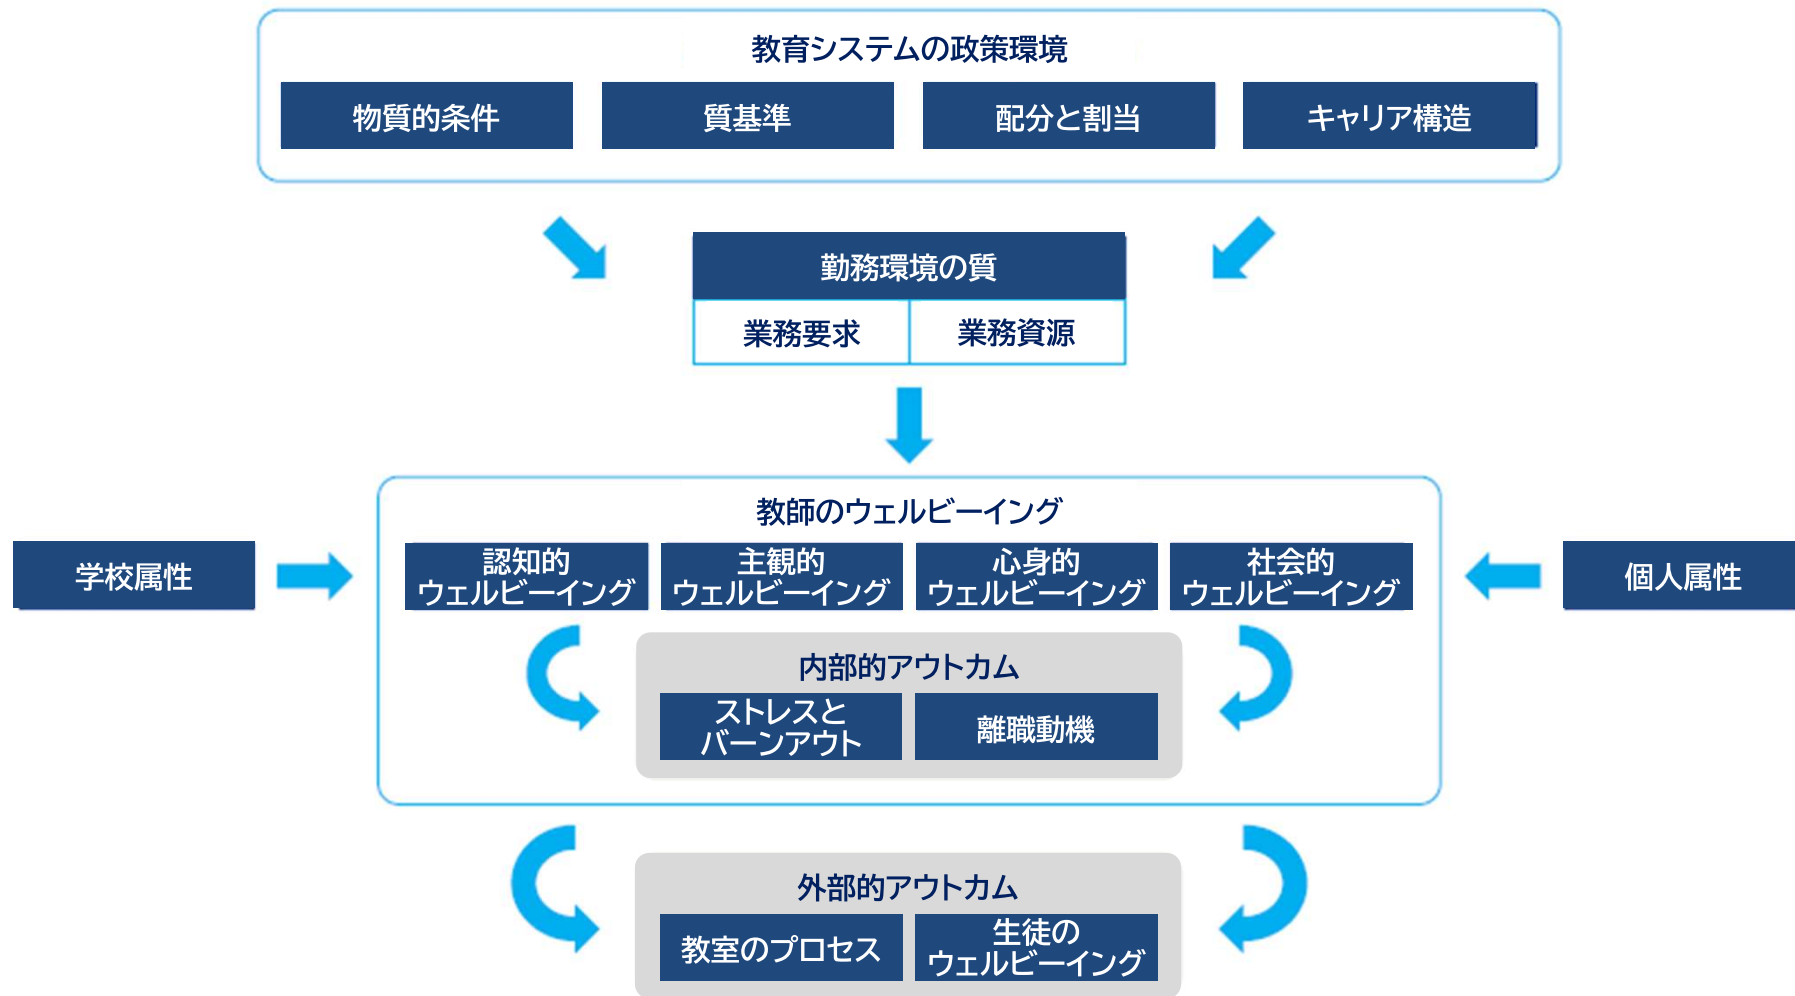 教育システムの政策環境
物質的条件
質基準
配分と割当
キャリア構造
勤務環境の質
業務要求
業務資源
教師のウェルビーイング
学校属性
認知的
ウェルビーイング
主観的
ウェルビーイング
心身的
ウェルビーイング
社会的
ウェルビーイング
個人属性
内部的アウトカム
ストレスと
バーンアウト
離職動機
外部的アウトカム
教室のプロセス
生徒の
ウェルビーイング